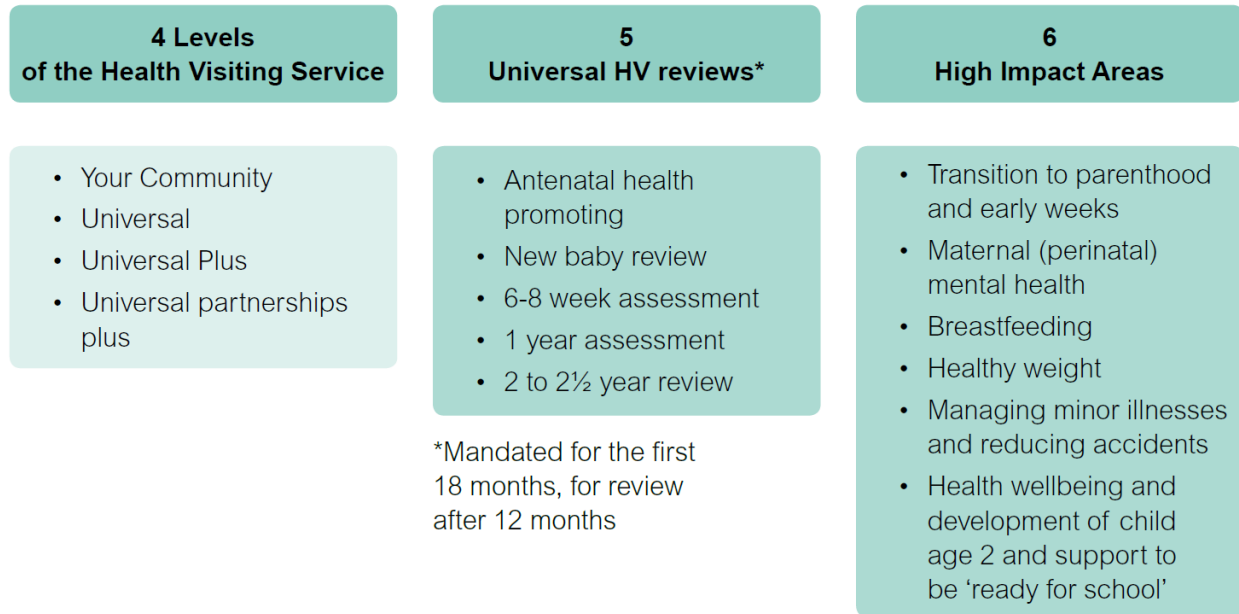 4 Levels
of the Health Visiting Service
• Your Community
• Universal
• Universal Plus
• Universal partnerships
plus
5
Universal HV reviews*
• Antenatal health
promoting
• New baby review
• 6-8 week assessment
• 1 year assessment
• 2 to 2½ year review
*Mandated for the first
18 months, for review
after 12 months
6
High Impact Areas
• Transition to parenthood
and early weeks
• Maternal (perinatal)
mental health
• Breastfeeding
• Healthy weight
• Managing minor illnesses
and reducing accidents
• Health wellbeing and
development of child
age 2 and support to
be ‘ready for school’